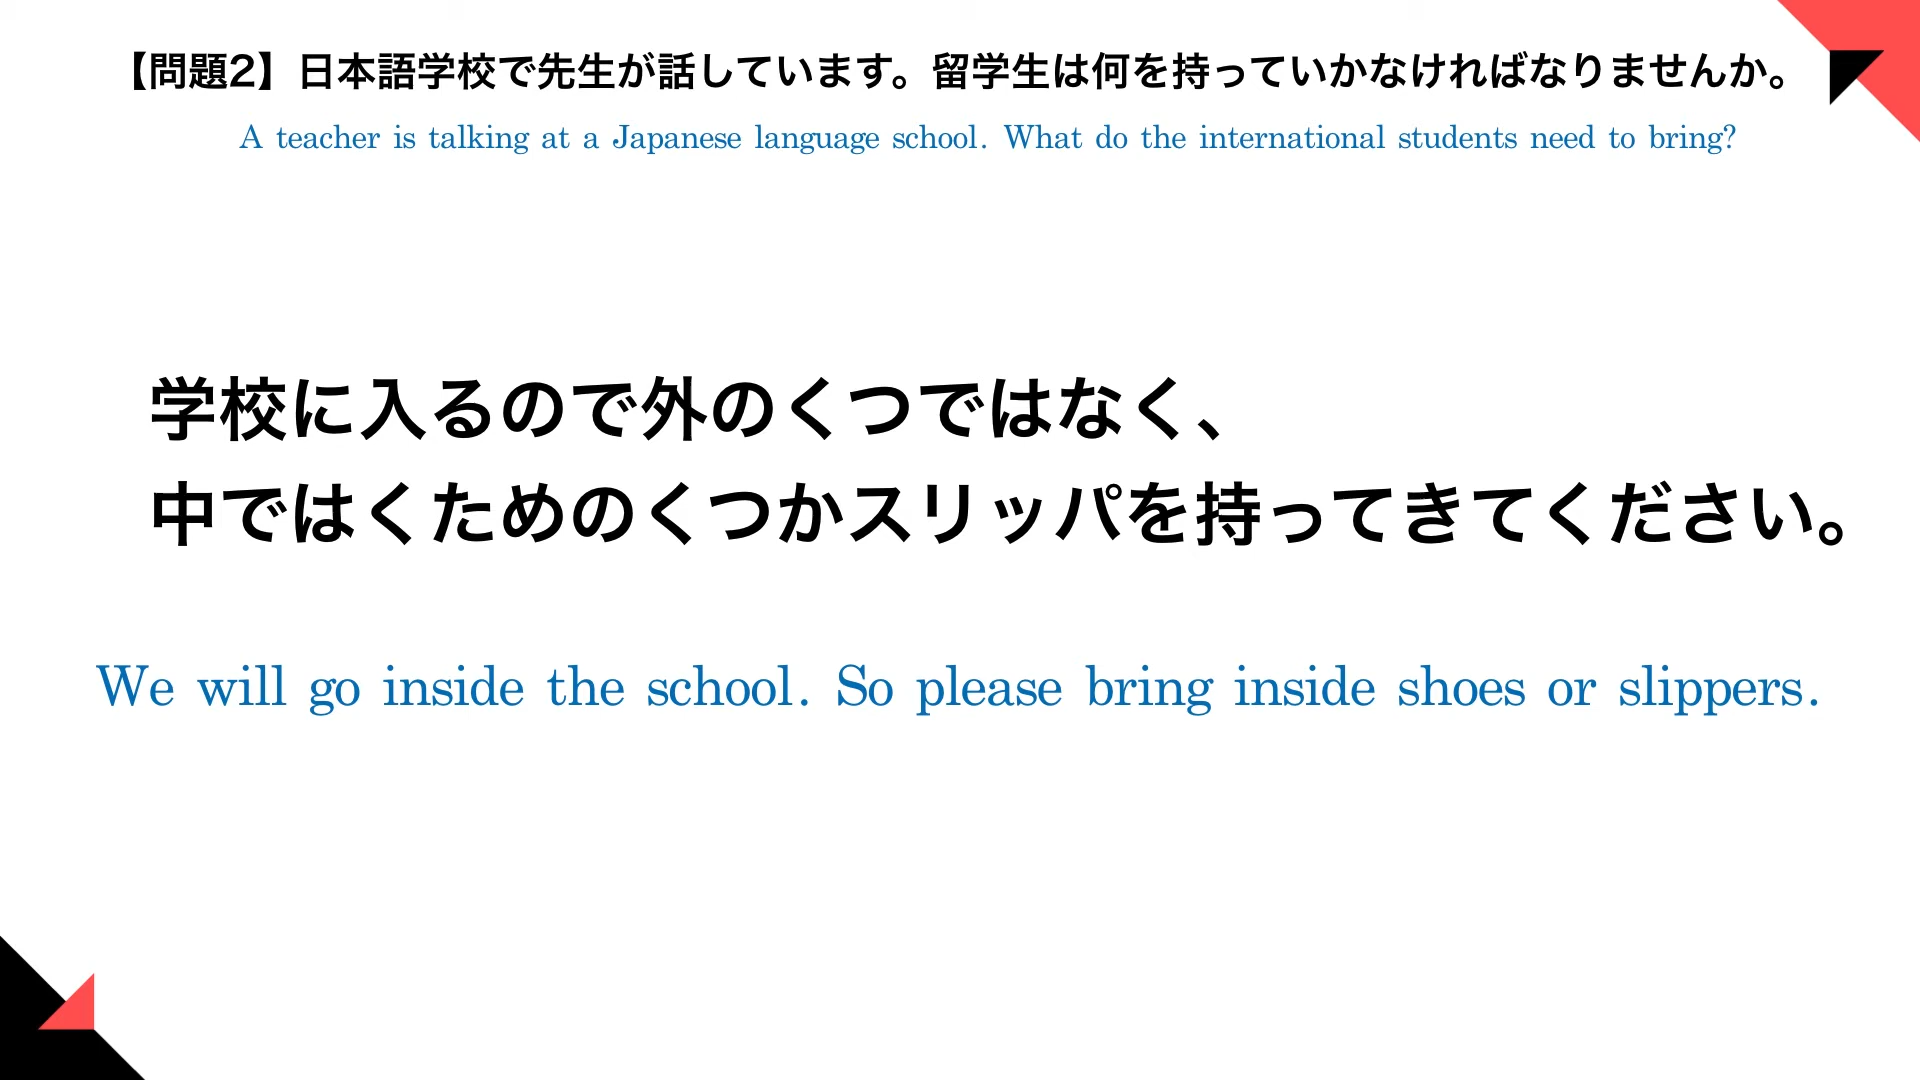 【問題2】日本語学校で先生が話しています。留学生は何を持っていかなければなりませんか。
A teacher is talking at a Japanese language school. What do the international students need to bring?
学校に入るので外のくつではなく、
中ではくためのくつかスリッパを持ってきてください。
We will go inside the school. So please bring inside shoes or slippers.